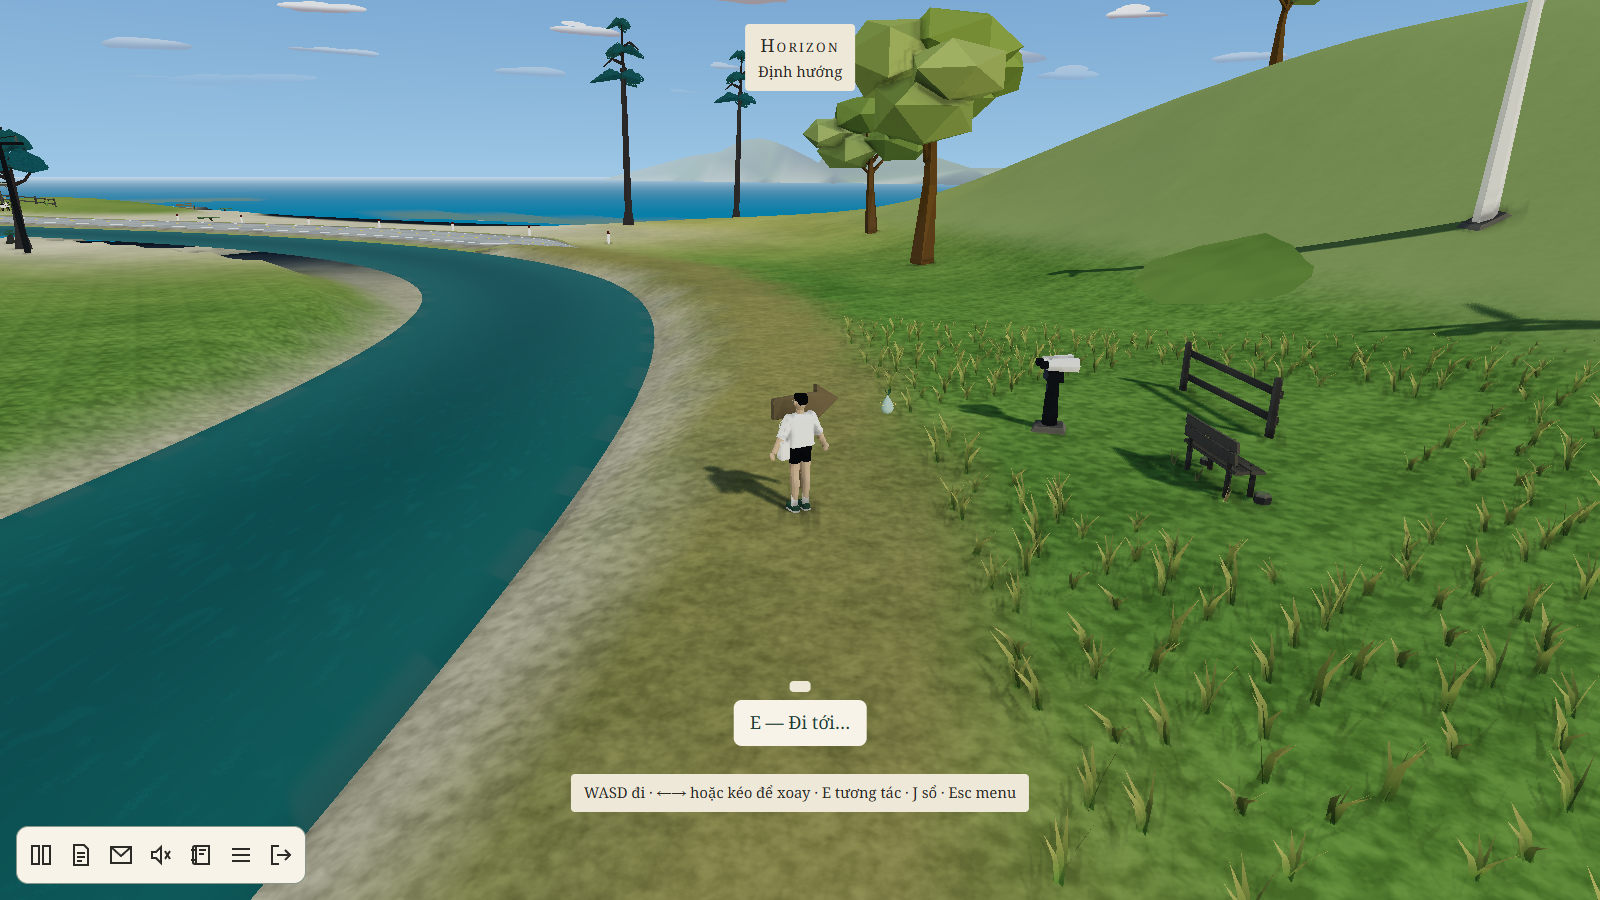 Horizon
Định hướng
E — Đi tới...
WASD đi · ←→ hoặc kéo để xoay · E tương tác · J sổ · Esc menu